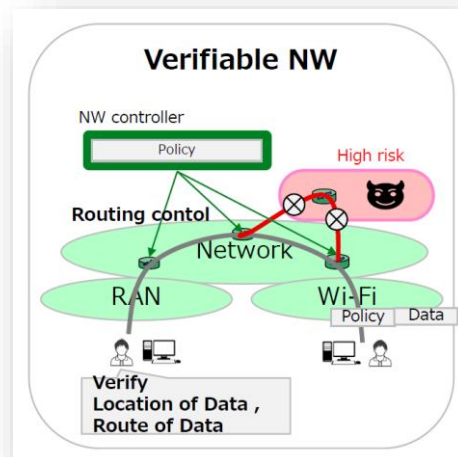 Verifiable NW
NW controller
Policy
High risk
Routing contol
Network
RAN
Wi-Fi
Policy
Data
Verify
Location of Data ,
Route of Data